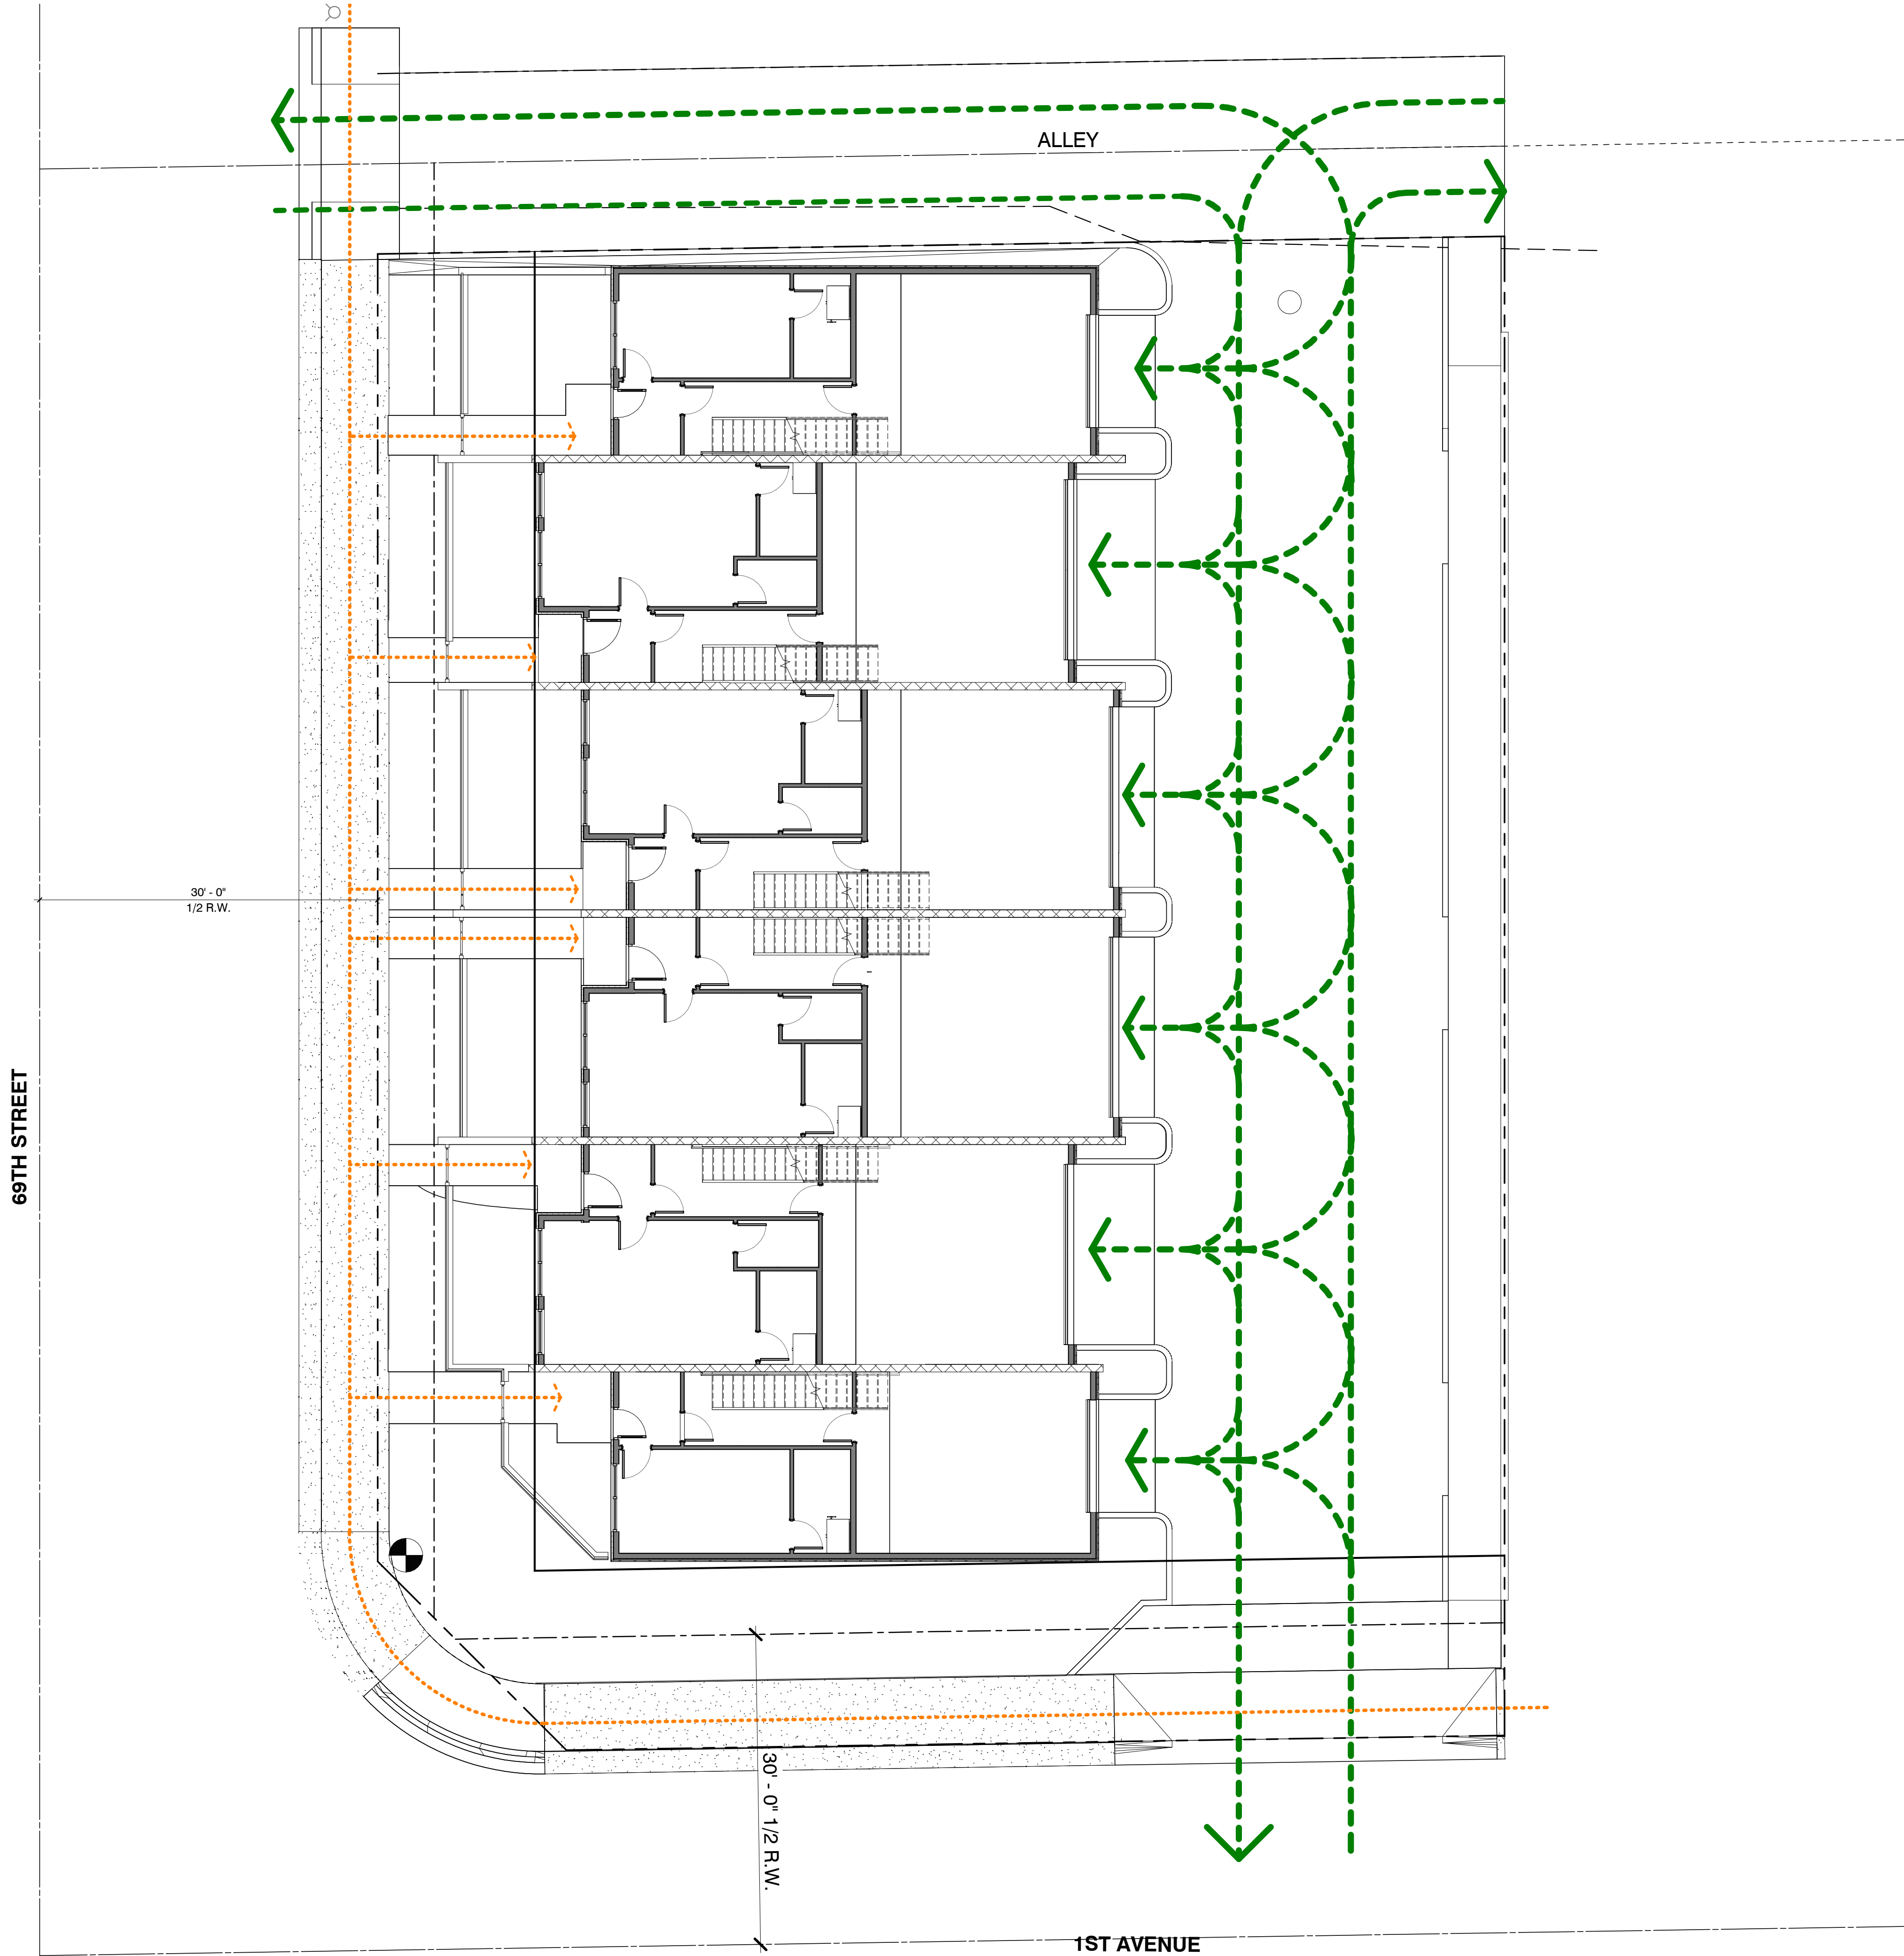 ALLEY
30' - 0"
1/2 R.W.
69TH STREET
30' - 0" 1/2 R.W.
1ST AVENUE